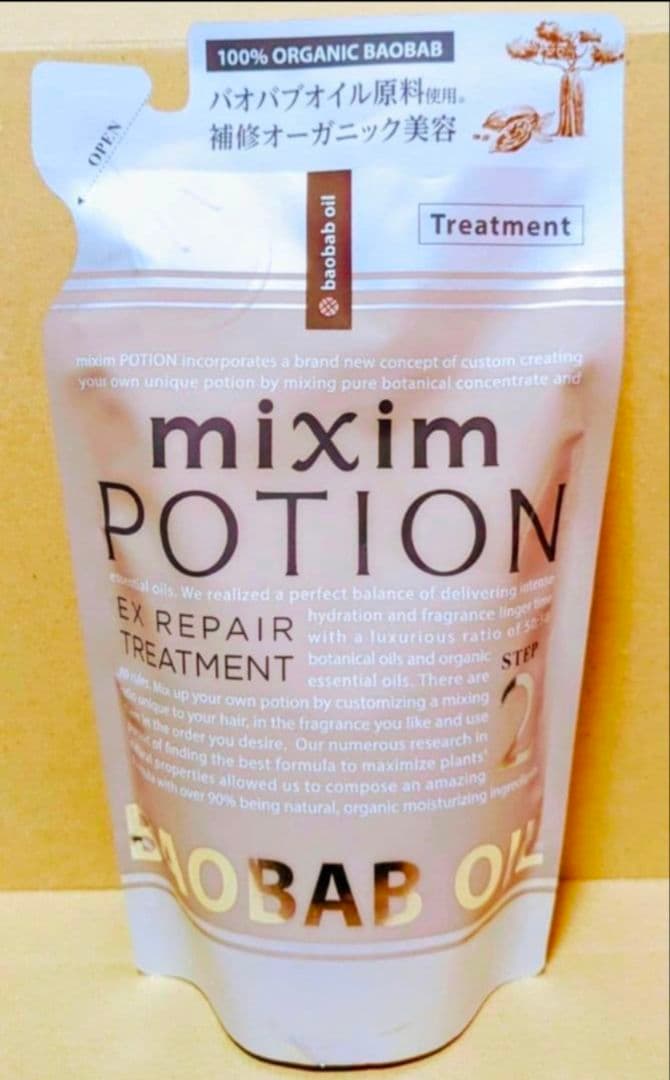 100% ORGANIC BAOBAB
バオバブオイル原料使用。
補修オーガニック美容
OPEN
baobab oil
Treatment
mixim POTION incorporates a brand new concept of custom creating
your own unique potion by mixing pure botanical concentrate and
mixim
POTION
essential oils. We realized a perfect balance of delivering intense
EX REPAIR
TREATMENT
hydration and fragrance linger time
with a luxurious ratio of
botanical oils and organic
essential oils. There are
STEP
2
no rules. Mix up your own potion by customizing a mixing
unique to your hair, in the fragrance you like and use
in the order you desire. Our numerous research in
of finding the best formula to maximize plants'
properties allowed us to compose an amazing
formula with over 90% being natural, organic moisturizing ingredients.
BAOBAB OIL